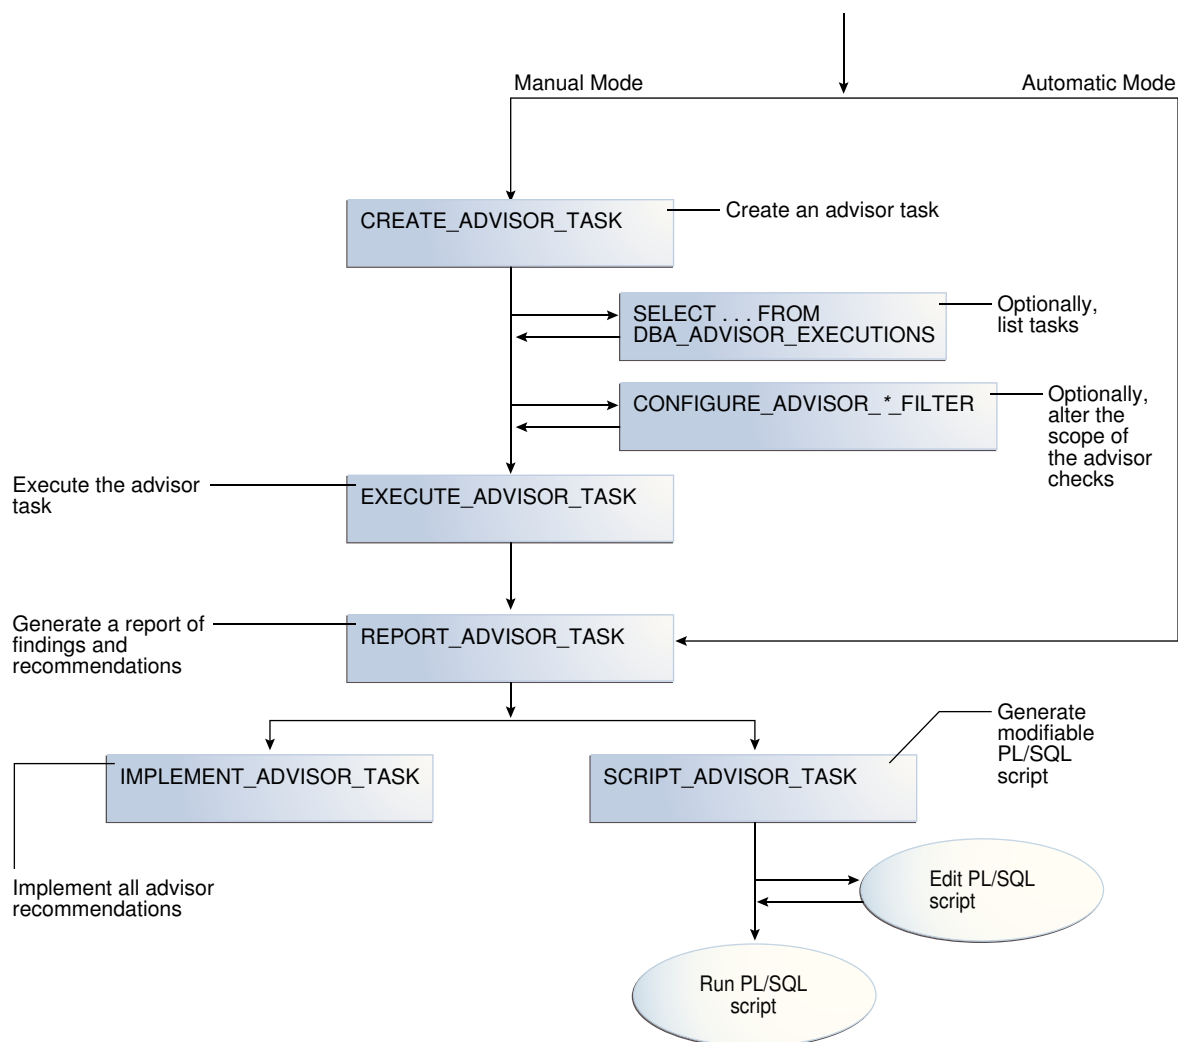 Manual Mode
Automatic Mode
CREATE_ADVISOR_TASK
Create an advisor task
SELECT . . . FROM
DBA_ADVISOR_EXECUTIONS
Optionally,
list tasks
CONFIGURE_ADVISOR_*_FILTER
Optionally,
alter the
scope of
the advisor
checks
Execute the advisor
task
EXECUTE_ADVISOR_TASK
Generate a report of
findings and
recommendations
REPORT_ADVISOR_TASK
IMPLEMENT_ADVISOR_TASK
Implement all advisor
recommendations
SCRIPT_ADVISOR_TASK
Generate
modifiable
PL/SQL
script
Edit PL/SQL
script
Run PL/SQL
script